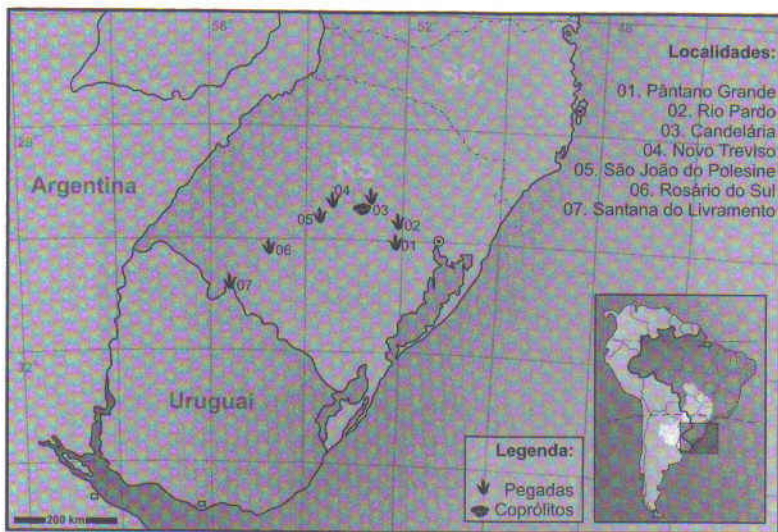 56°
52
48
Localidades:
01. Pântano Grande
02. Rio Pardo
03. Candelária
04. Novo Treviso
05. São João do Polesine
06. Rosário do Sul
07. Santana do Livramento
SC
28°
RS
Argentina
04
03
05
02
01
06
07
32
Uruguai
Legenda:
Pegadas
Coprólitos
200 km